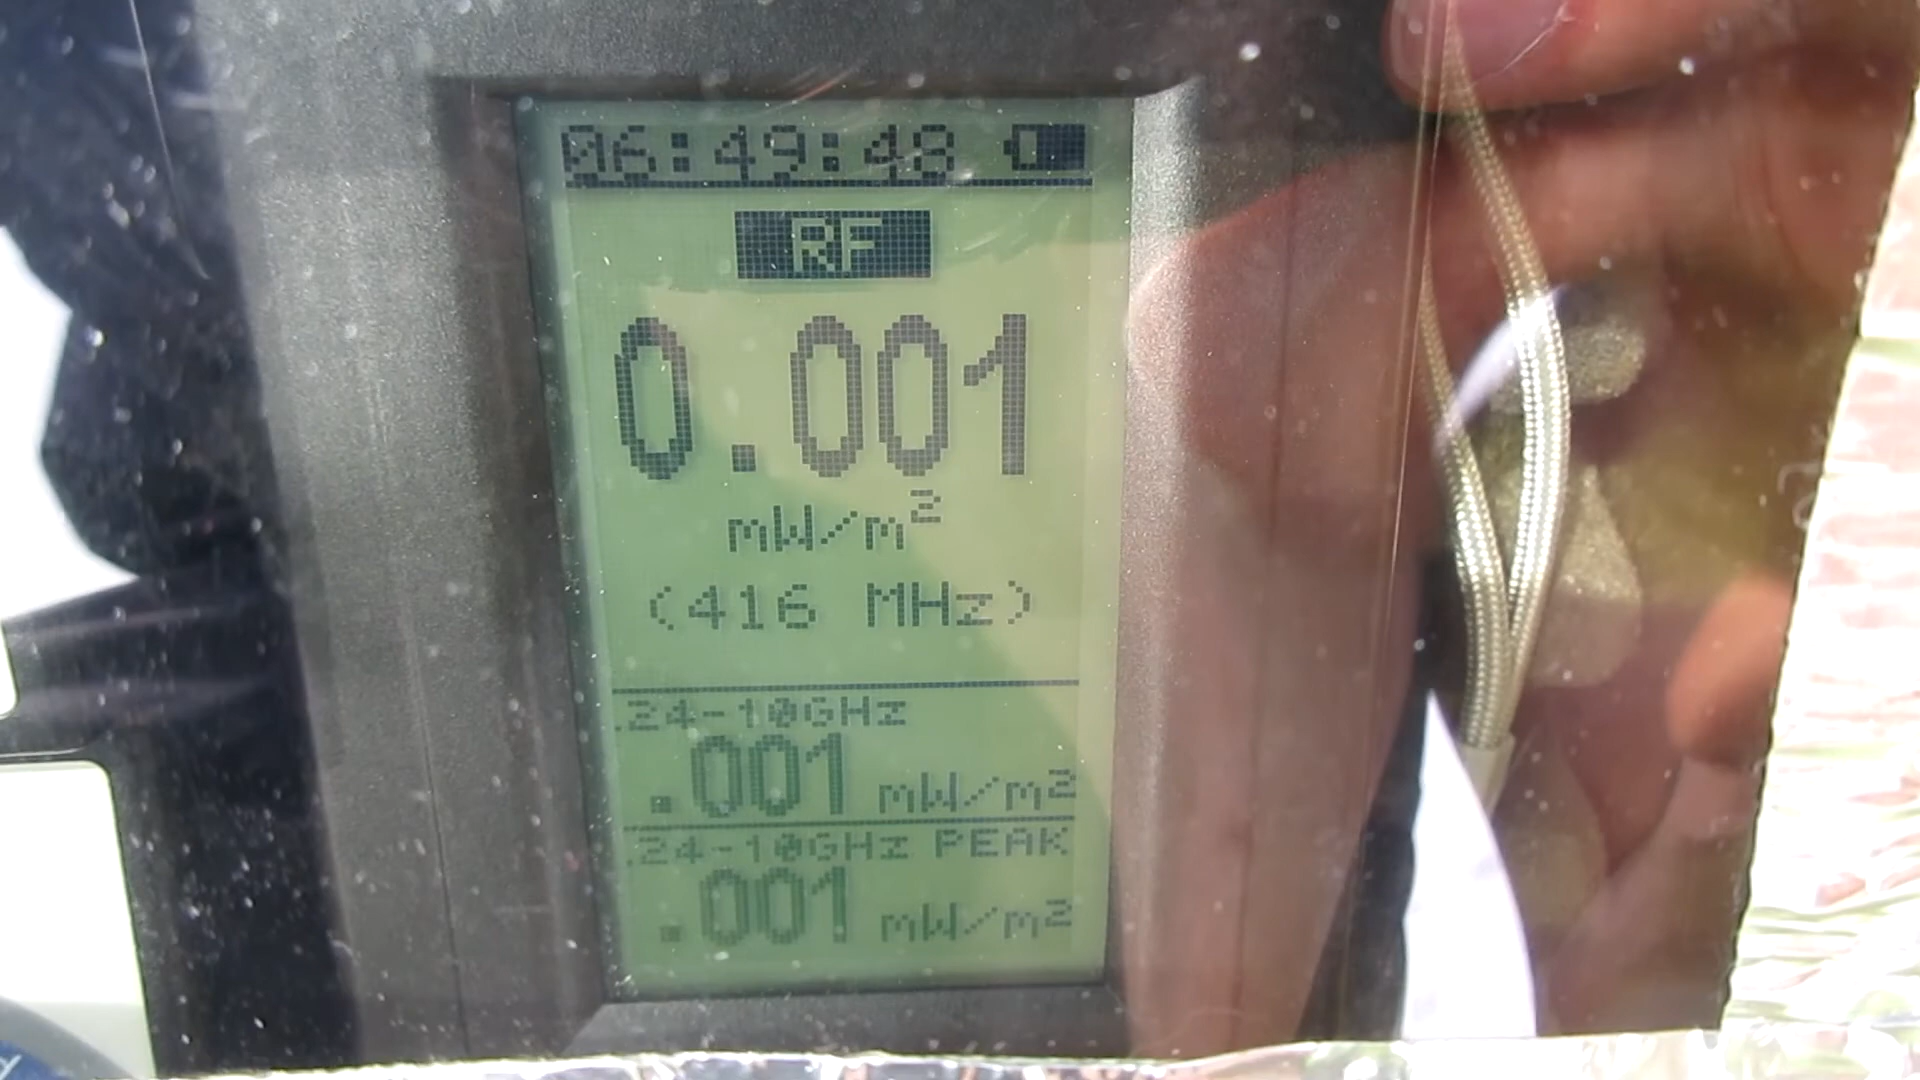 06:49:48
RF
0.001
mW/m²
(416 MHz)
.24-10GHz
.001 mW/m²
.24-10GHz PEAK
.001 mW/m²